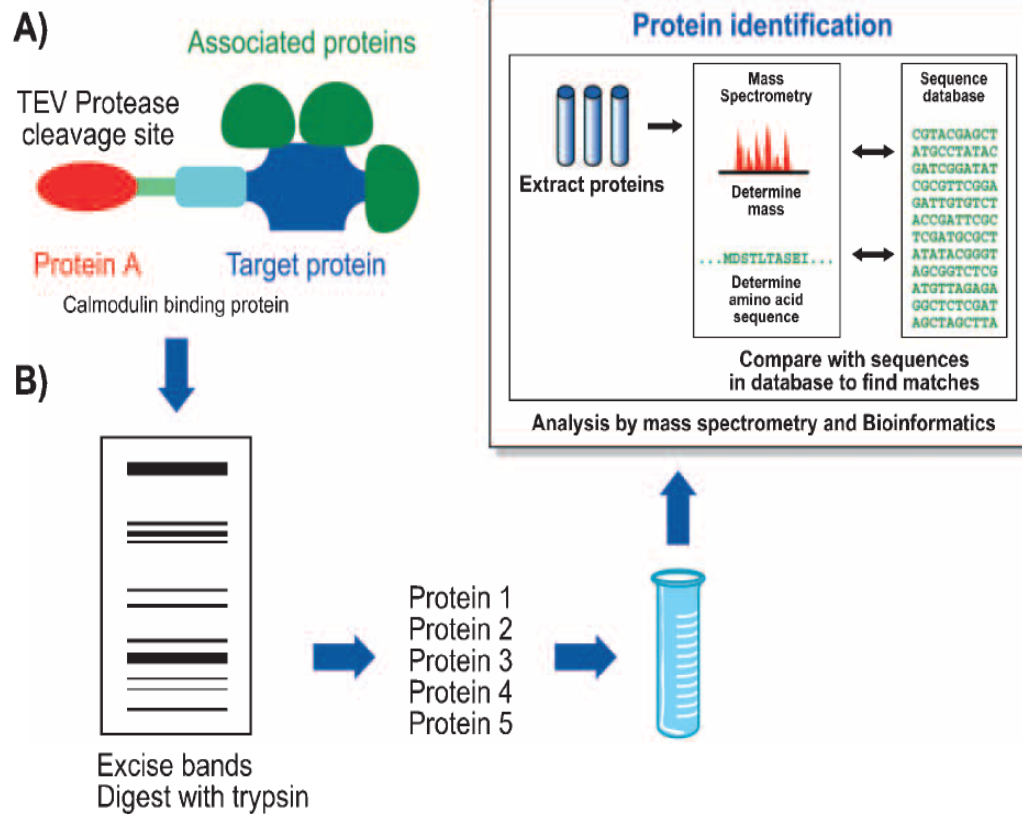 A)
Associated proteins
TEV Protease
cleavage site
Protein A
Target protein
Calmodulin binding protein
B)
Excise bands
Digest with trypsin
Protein 1
Protein 2
Protein 3
Protein 4
Protein 5
Protein identification
Extract proteins
Mass
Spectrometry
Determine
mass
...MDSTLTASEI...
Determine
amino acid
sequence
Sequence
database
CGTACGAGCT
ATGCCTATAC
GATCGGATAT
CGCGTTCGGA
GATTGTGTCT
ACCGATTCGC
TCGATGCGCT
ATATACGGGT
AGCGGTCTCG
ATGTTAGAGA
GGCTCTCGAT
AGCTAGCTTA
Compare with sequences
in database to find matches
Analysis by mass spectrometry and Bioinformatics